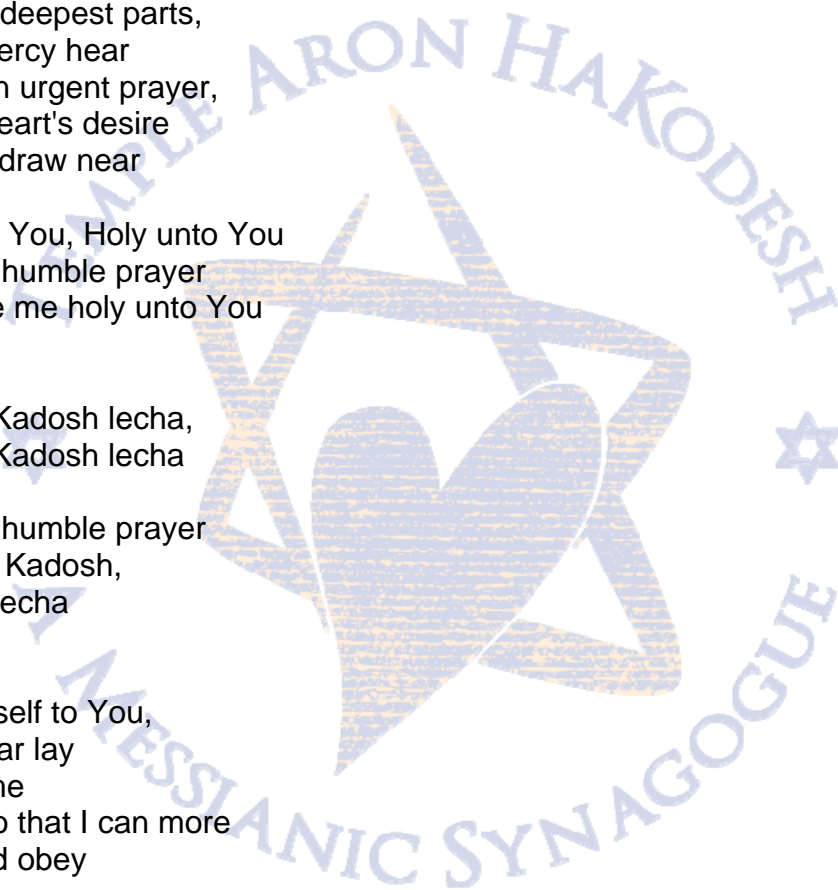 deepest parts,
ercy hear
n urgent prayer,
eart's desire
draw near
You, Holy unto You
humble prayer
e me holy unto You
Kadosh lecha,
Kadosh lecha
humble prayer
Kadosh,
echa
self to You,
ar lay
ne
o that I can more
d obey
TEMPLE ARON HAKODESH
A MESSIANIC SYNAGOGUE